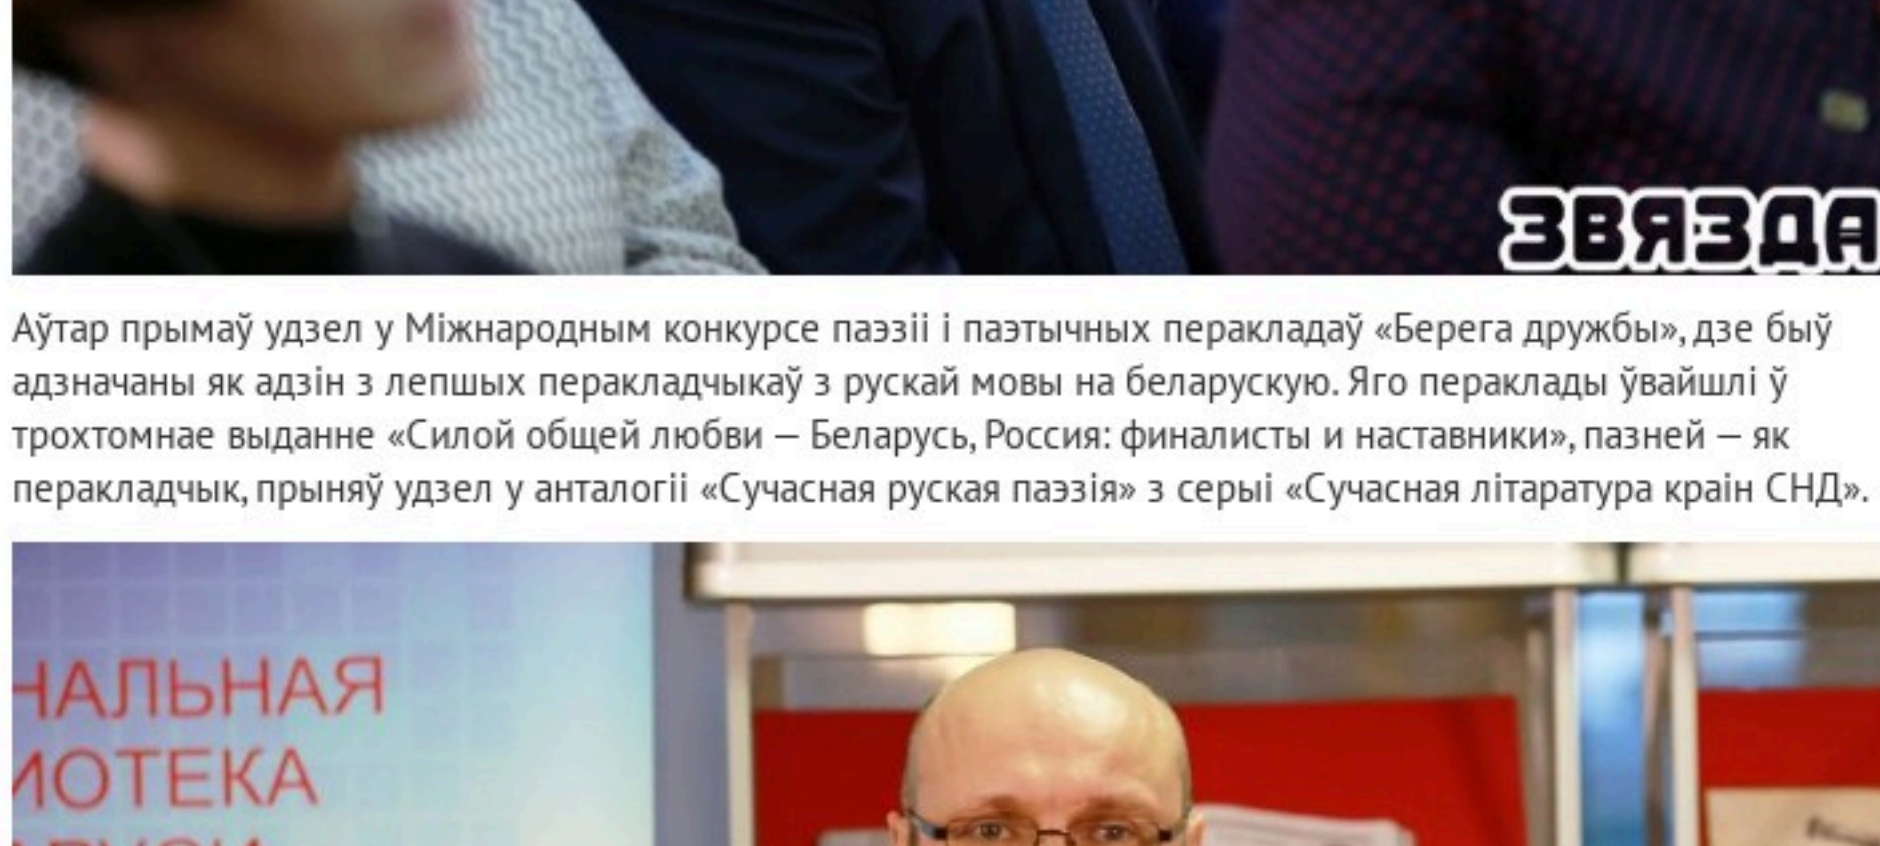 ЗВЯЗДА
Аўтар прымаў удзел у Міжнародным конкурсе паэзіі і паэтычных перакладаў «Берега дружбы», дзе быў
адзначаны як адзін з лепшых перакладчыкаў з рускай мовы на беларускую. Яго пераклады ўвайшлі ў
трохтомнае выданне «Силой общей любви — Беларусь, Россия: финалисты и наставники», пазней — як
перакладчык, прыняў удзел у анталогіі «Сучасная руская паэзія» з серыі «Сучасная літаратура краін СНД».
НАЛЬНАЯ
ИОТЕКА